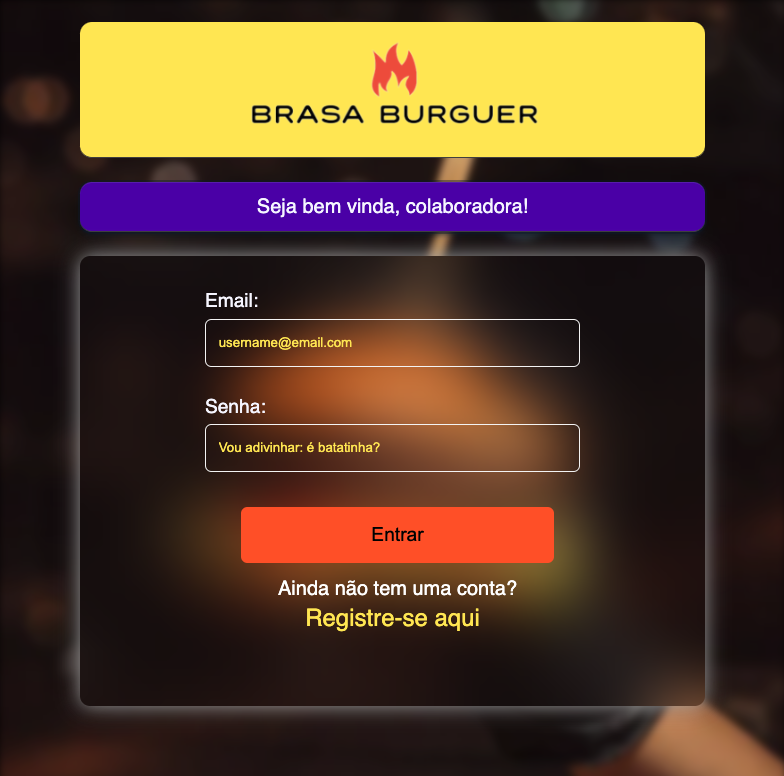 BRASA BURGUER
Seja bem vinda, colaboradora!
Email:
username@email.com
Senha:
Vou adivinhar: é batatinha?
Entrar
Ainda não tem uma conta?
Registre-se aqui